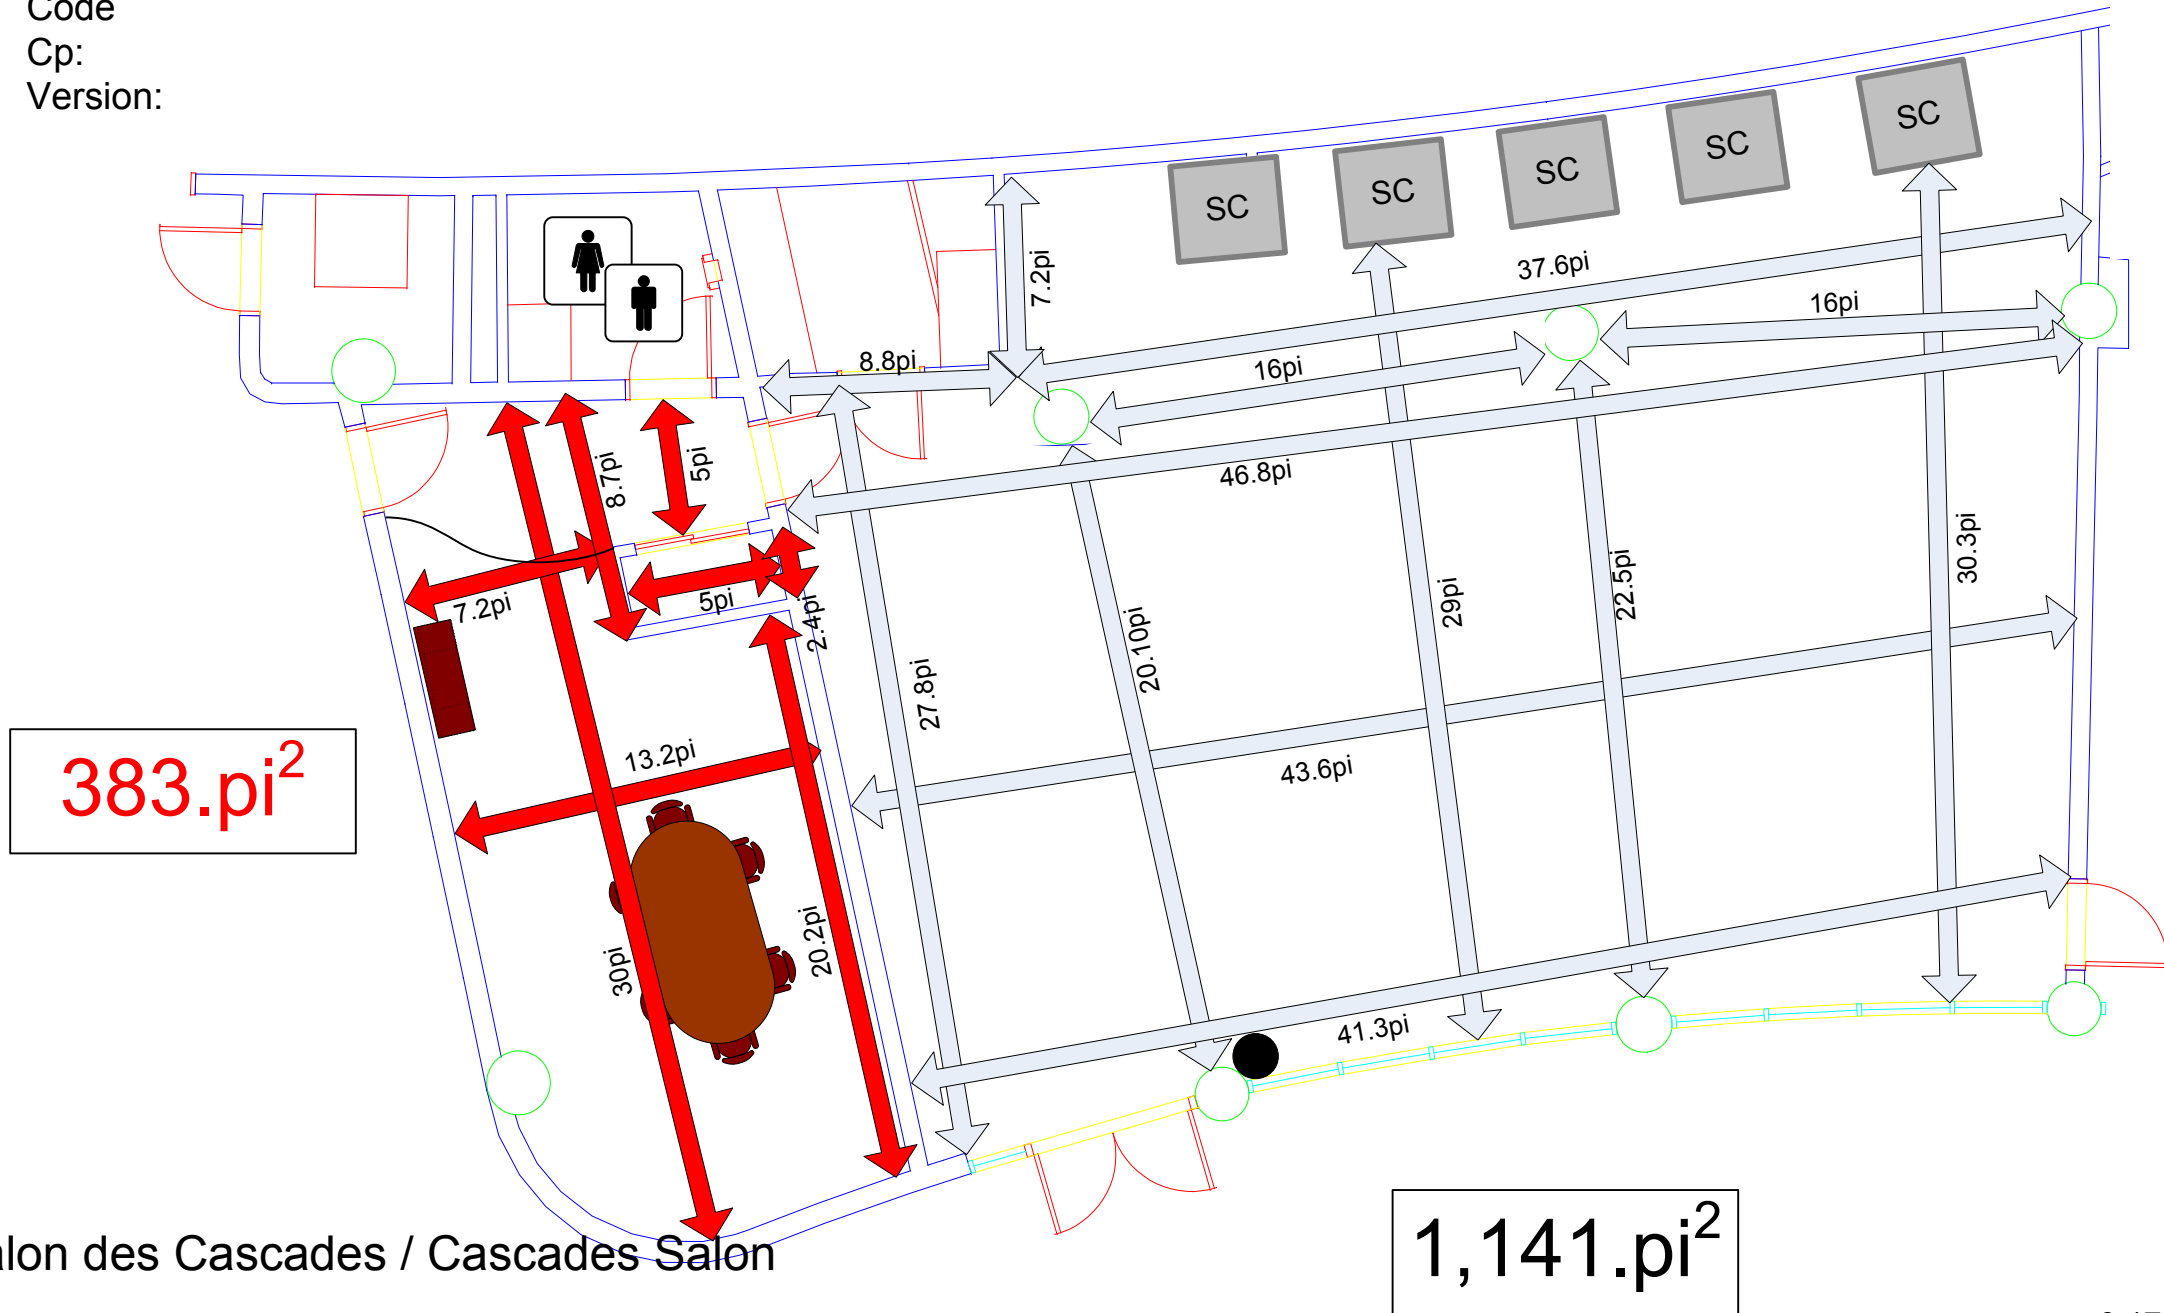 Code
Cp:
Version:
SC
SC
SC
SC
SC
7.2pi
37.6pi
16pi
16pi
8.8pi
46.8pi
8.7pi
5pi
7.2pi
5pi
2.4pi
27.8pi
20.10pi
29pi
22.5pi
30.3pi
13.2pi
43.6pi
383.pi²
30pi
20.2pi
41.3pi
1,141.pi²
alon des Cascades / Cascades Salon